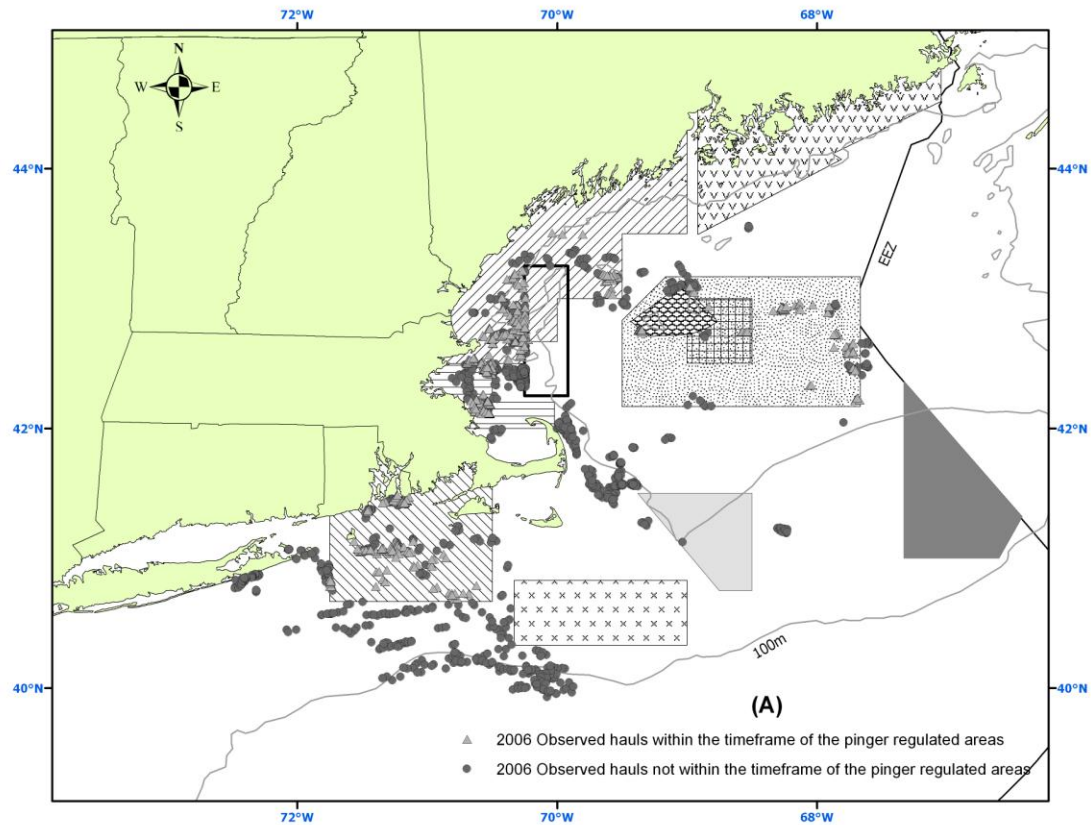 72°W 70°W 68°W
N
W E
S
44°N 44°N
EEZ
42°N 42°N
100m
40°N 40°N
(A)
2006 Observed hauls within the timeframe of the pinger regulated areas
2006 Observed hauls not within the timeframe of the pinger regulated areas
72°W 70°W 68°W